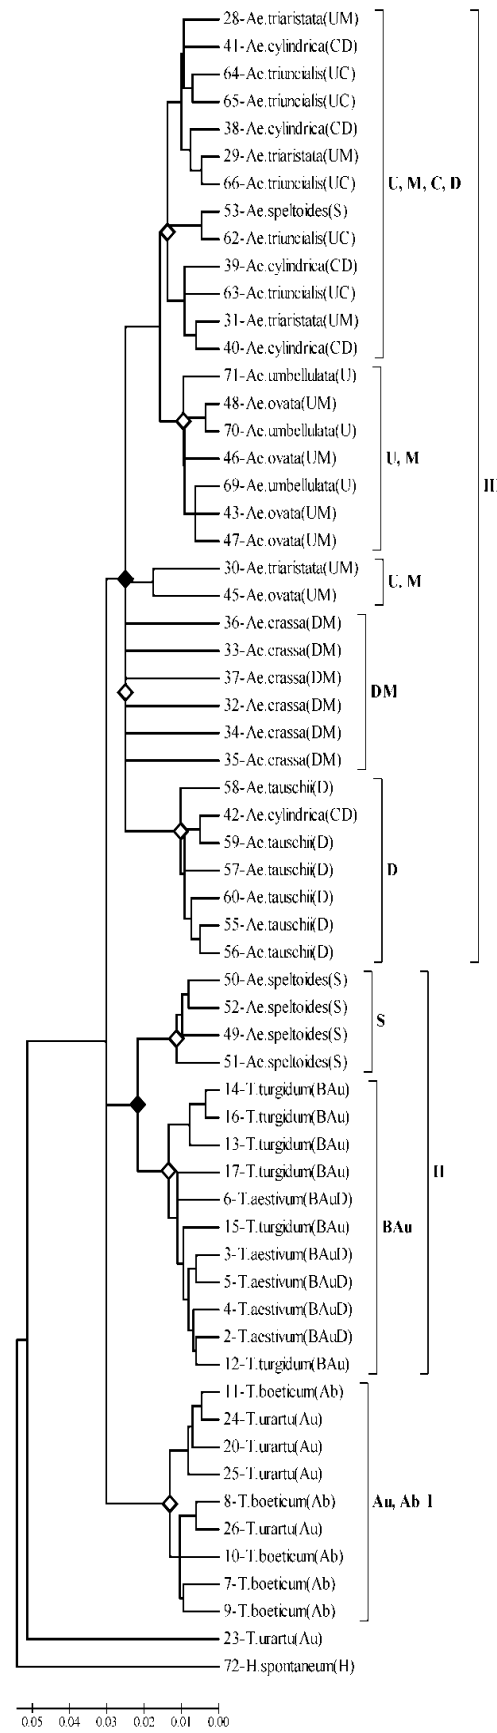 28-Ae.triaristata(UM)
41-Ae.cylindrica(CD)
64-Ae.triuncialis(UC)
65-Ae.triuncialis(UC)
38-Ae.cylindrica(CD)
29-Ae.triaristata(UM)
66-Ae.triuncialis(UC)
U, M, C, D
53-Ae.speltoides(S)
62-Ae.triuncialis(UC)
39-Ae.cylindrica(CD)
63-Ae.triuncialis(UC)
31-Ae.triaristata(UM)
40-Ae.cylindrica(CD)
71-Ae.umbellulata(U)
48-Ae.ovata(UM)
70-Ae.umbellulata(U)
46-Ae.ovata(UM)
U, M
69-Ae.umbellulata(U)
III
43-Ae.ovata(UM)
47-Ae.ovata(UM)
30-Ae.triaristata(UM)
U, M
45-Ae.ovata(UM)
36-Ae.crassa(DM)
33-Ae.crassa(DM)
37-Ae.crassa(DM)
DM
32-Ae.crassa(DM)
34-Ae.crassa(DM)
35-Ae.crassa(DM)
58-Ae.tauschii(D)
42-Ae.cylindrica(CD)
59-Ae.tauschii(D)
57-Ae.tauschii(D)
D
60-Ae.tauschii(D)
55-Ae.tauschii(D)
56-Ae.tauschii(D)
50-Ae.speltoides(S)
52-Ae.speltoides(S)
S
49-Ae.speltoides(S)
51-Ae.speltoides(S)
14-T.turgidum(BAu)
16-T.turgidum(BAu)
13-T.turgidum(BAu)
17-T.turgidum(BAu)
II
6-T.aestivum(BAuD)
15-T.turgidum(BAu)
BAu
3-T.aestivum(BAuD)
5-T.aestivum(BAuD)
4-T.aestivum(BAuD)
2-T.aestivum(BAuD)
12-T.turgidum(BAu)
11-T.boeticum(Ab)
24-T.urartu(Au)
20-T.urartu(Au)
25-T.urartu(Au)
8-T.boeticum(Ab)
Au, Ab I
26-T.urartu(Au)
10-T.boeticum(Ab)
7-T.boeticum(Ab)
9-T.boeticum(Ab)
23-T.urartu(Au)
72-H.spontaneum(H)
0.05 0.04 0.03 0.02 0.01 0.00